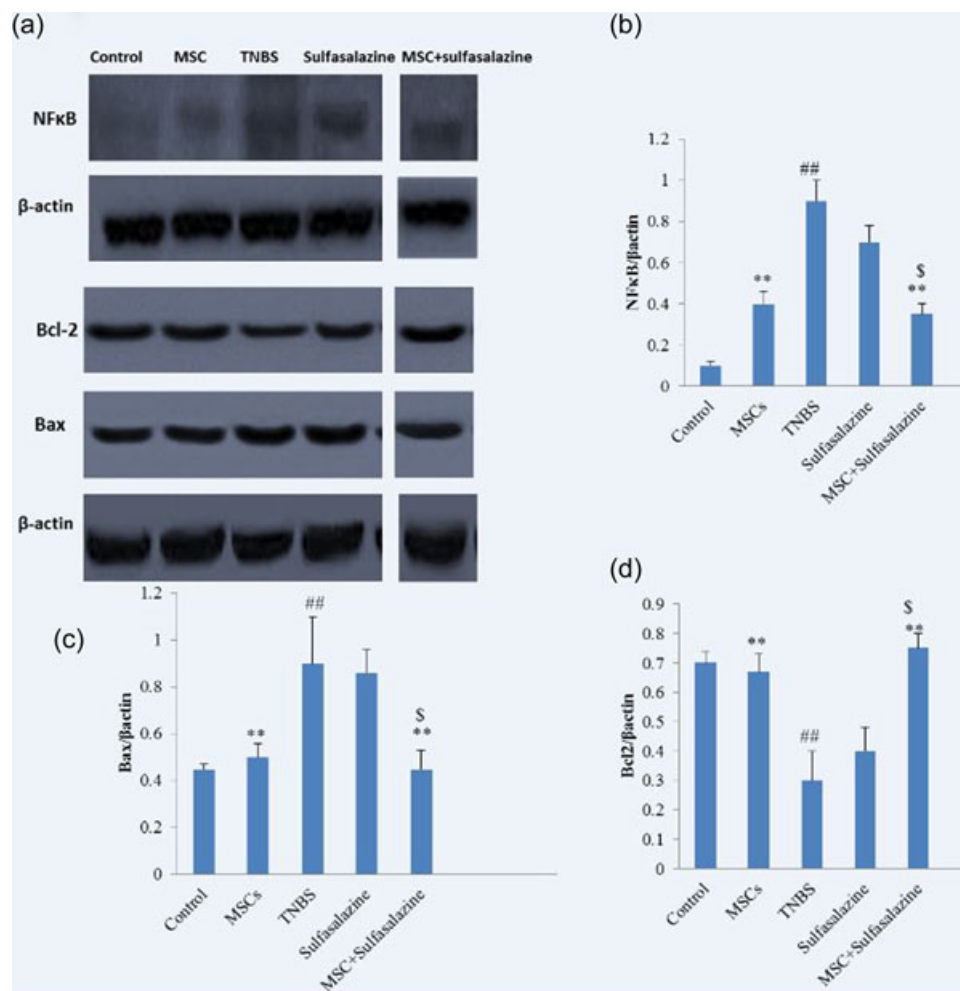 (a)
Control MSC TNBS Sulfasalazine MSC+sulfasalazine
NFκB
β-actin
Bcl-2
Bax
β-actin
(b)
NFκB/βactin
1.2
1
0.8
0.6
0.4
0.2
0
**
##
$
**
Control
MSCs
TNBS
Sulfasalazine
MSC+Sulfasalazine
(c)
Bax/βactin
1.2
1
0.8
0.6
0.4
0.2
0
**
##
$
**
Control
MSCs
TNBS
Sulfasalazine
MSC+Sulfasalazine
(d)
Bcl2/βactin
0.9
0.8
0.7
0.6
0.5
0.4
0.3
0.2
0.1
0
**
##
$
**
Control
MSCs
TNBS
Sulfasalazine
MSC+Sulfasalazine